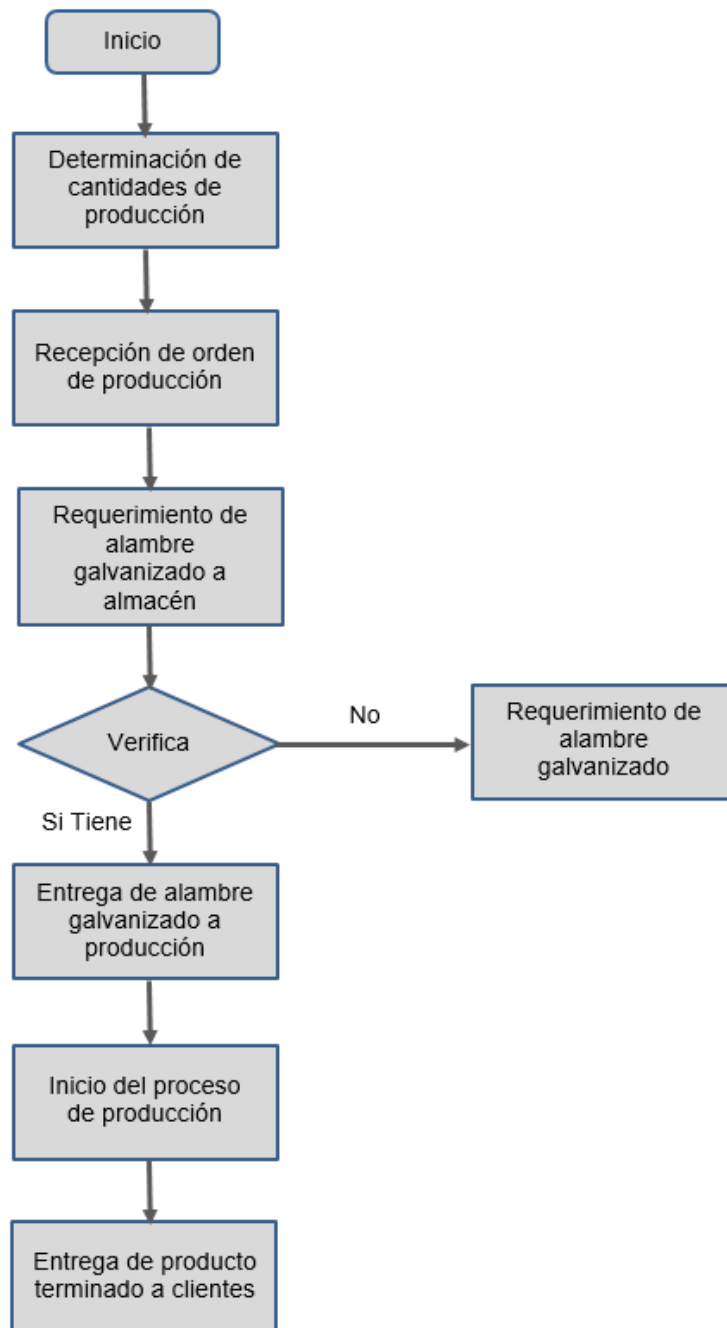 Inicio
Determinación de
cantidades de
producción
Recepción de orden
de producción
Requerimiento de
alambre
galvanizado a
almacén
Verifica
No
Requerimiento de
alambre
galvanizado
Si Tiene
Entrega de alambre
galvanizado a
producción
Inicio del proceso
de producción
Entrega de producto
terminado a clientes